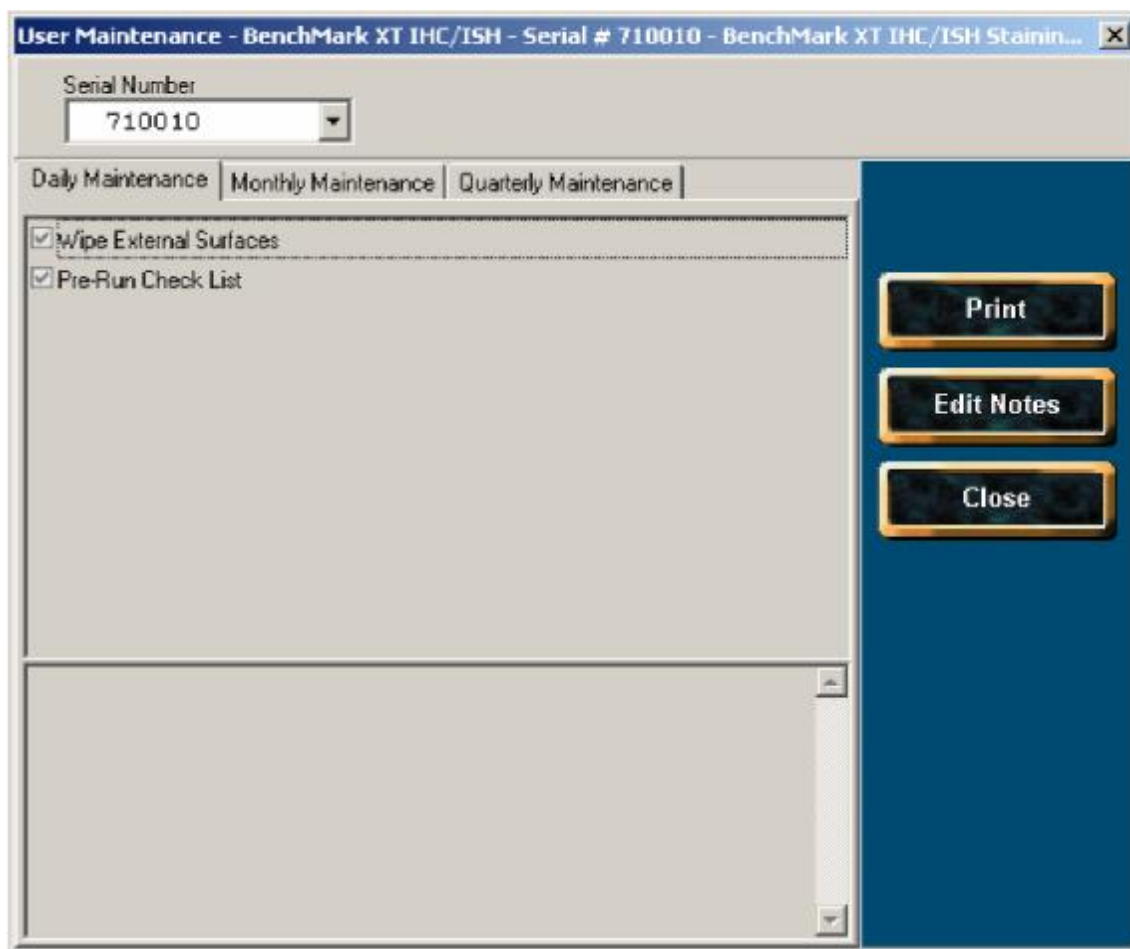 User Maintenance - BenchMark XT IHC/ISH - Serial # 710010 - BenchMark XT IHC/ISH Stainin...
Serial Number
710010
Daily Maintenance Monthly Maintenance Quarterly Maintenance
Wipe External Surfaces
Pre-Run Check List
Print
Edit Notes
Close